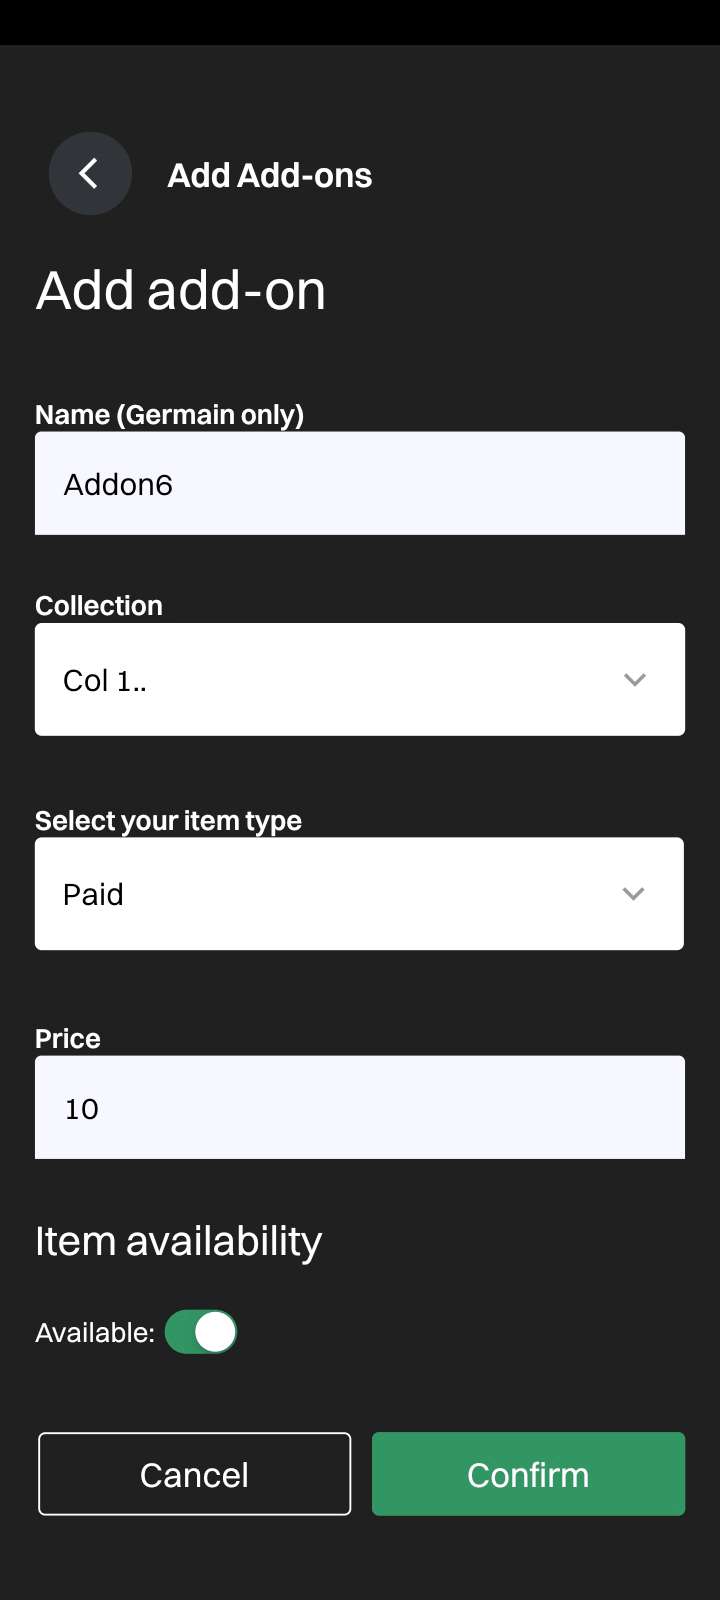 Add Add-ons
Add add-on
Name (Germain only)
Addon6
Collection
Col 1..
Select your item type
Paid
Price
10
Item availability
Available:
Cancel
Confirm